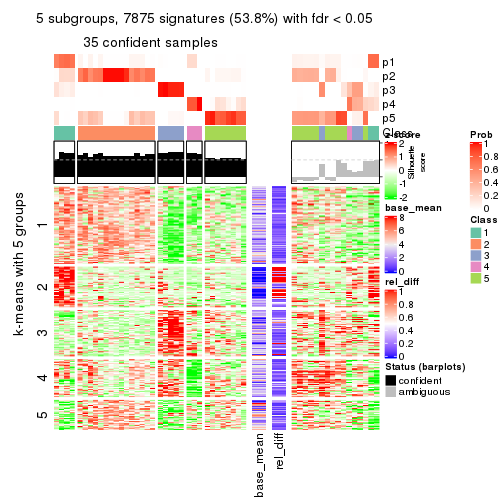 5 subgroups, 7875 signatures (53.8%) with fdr < 0.05
35 confident samples
p1
p2
p3
p4
p5
Class
z-score
2
1
0
-1
-2
Silhouette
score
base_mean
8
6
4
2
0
rel_diff
1
0.8
0.6
0.4
0.2
0
Status (barplots)
confident
ambiguous
Prob
1
0.8
0.6
0.4
0.2
0
Class
1
2
3
4
5
k-means with 5 groups
1
2
3
4
5
base_mean
rel_diff